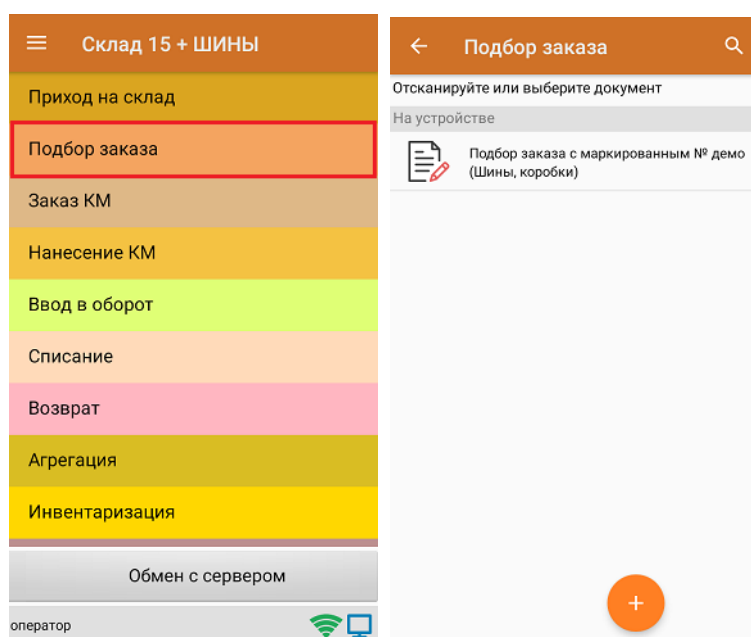 Склад 15 + ШИНЫ
Приход на склад
Подбор заказа
Заказ КМ
Нанесение КМ
Ввод в оборот
Списание
Возврат
Агрегация
Инвентаризация
Обмен с сервером
оператор
Подбор заказа
Отсканируйте или выберите документ
На устройстве
Подбор заказа с маркированным № демо
(Шины, коробки)